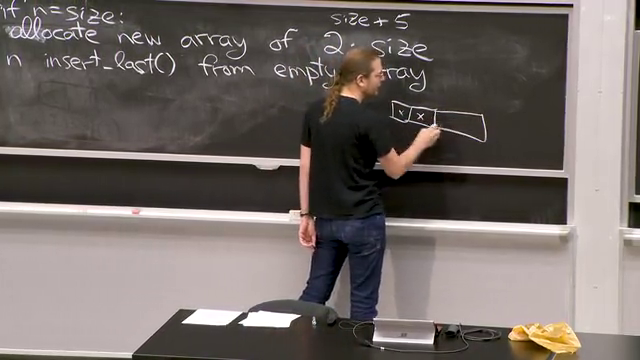 if n=size:
size + 5
allocate new array of 2·size
n insert_last() from empty array
x x